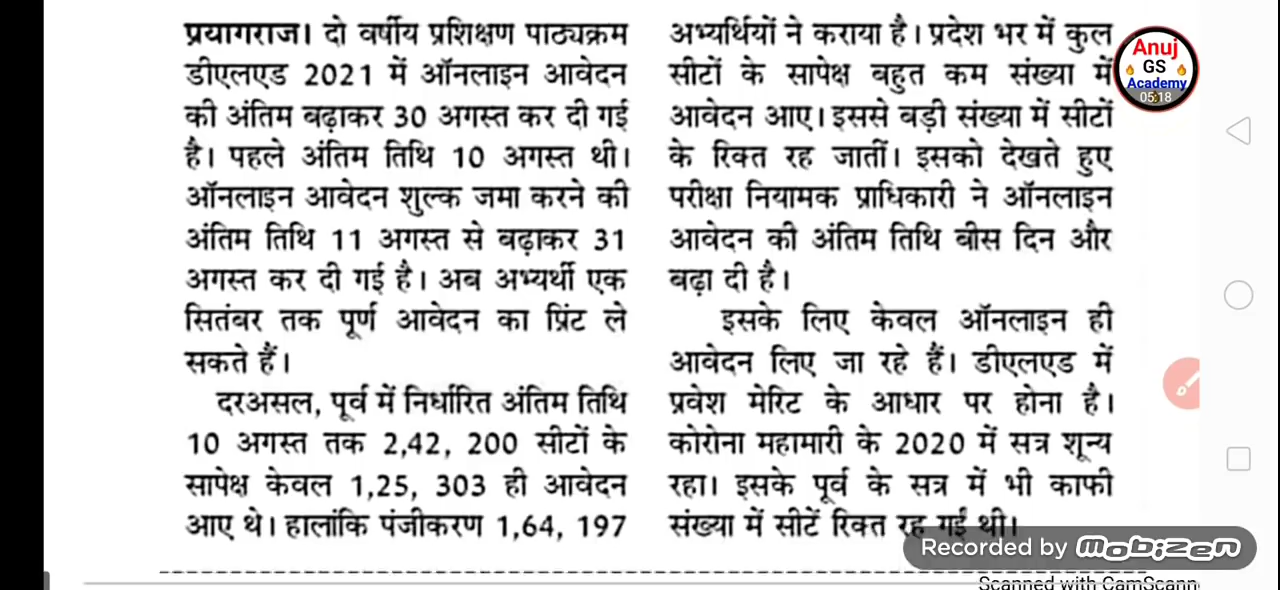 प्रयागराज। दो वर्षीय प्रशिक्षण पाठ्यक्रम
डीएलएड 2021 में ऑनलाइन आवेदन
की अंतिम बढ़ाकर 30 अगस्त कर दी गई
है। पहले अंतिम तिथि 10 अगस्त थी।
ऑनलाइन आवेदन शुल्क जमा करने की
अंतिम तिथि 11 अगस्त से बढ़ाकर 31
अगस्त कर दी गई है। अब अभ्यर्थी एक
सितंबर तक पूर्ण आवेदन का प्रिंट ले
सकते हैं।
दरअसल, पूर्व में निर्धारित अंतिम तिथि
10 अगस्त तक 2,42, 200 सीटों के
सापेक्ष केवल 1,25, 303 ही आवेदन
आए थे। हालांकि पंजीकरण 1,64, 197
अभ्यर्थियों ने कराया है। प्रदेश भर में कुल
सीटों के सापेक्ष बहुत कम संख्या में
आवेदन आए। इससे बड़ी संख्या में सीटों
के रिक्त रह जातीं। इसको देखते हुए
परीक्षा नियामक प्राधिकारी ने ऑनलाइन
आवेदन की अंतिम तिथि बीस दिन और
बढ़ा दी है।
इसके लिए केवल ऑनलाइन ही
आवेदन लिए जा रहे हैं। डीएलएड में
प्रवेश मेरिट के आधार पर होना है।
कोरोना महामारी के 2020 में सत्र शून्य
रहा। इसके पूर्व के सत्र में भी काफी
संख्या में सीटें रिक्त रह गईं थी।
Anuj
GS
Academy
05:18
Recorded by Mobizen
Scanned with CamScann